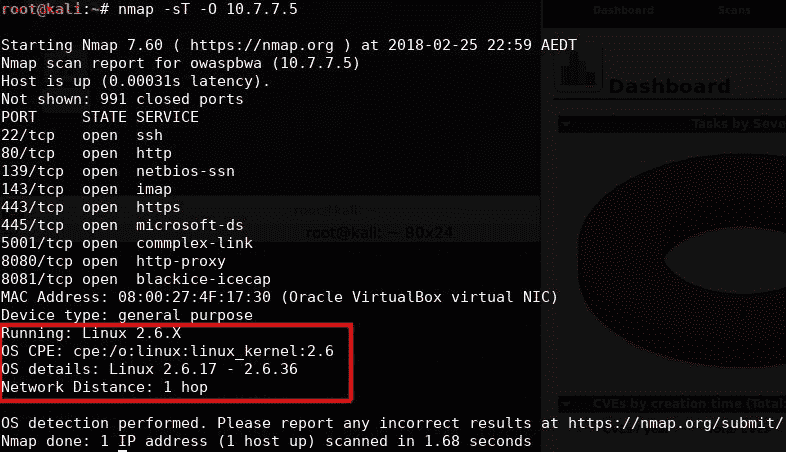 root@kali:~# nmap -sT -O 10.7.7.5
Starting Nmap 7.60 ( https://nmap.org ) at 2018-02-25 22:59 AEDT
Nmap scan report for owaspbwa (10.7.7.5)
Host is up (0.00031s latency).
Not shown: 991 closed ports
PORT     STATE SERVICE
22/tcp   open  ssh
80/tcp   open  http
139/tcp  open  netbios-ssn
143/tcp  open  imap
443/tcp  open  https
445/tcp  open  microsoft-ds
5001/tcp open  commplex-link
8080/tcp open  http-proxy
8081/tcp open  blackice-icecap
MAC Address: 08:00:27:4F:17:30 (Oracle VirtualBox virtual NIC)
Device type: general purpose
Running: Linux 2.6.X
OS CPE: cpe:/o:linux:linux_kernel:2.6
OS details: Linux 2.6.17 - 2.6.36
Network Distance: 1 hop
OS detection performed. Please report any incorrect results at https://nmap.org/submit/
Nmap done: 1 IP address (1 host up) scanned in 1.68 seconds
root@kali:
root@kali: ~ 80x24
Dashboard
Scans
Dashboard
Tasks by Seve
CVEs by creation time (Total: